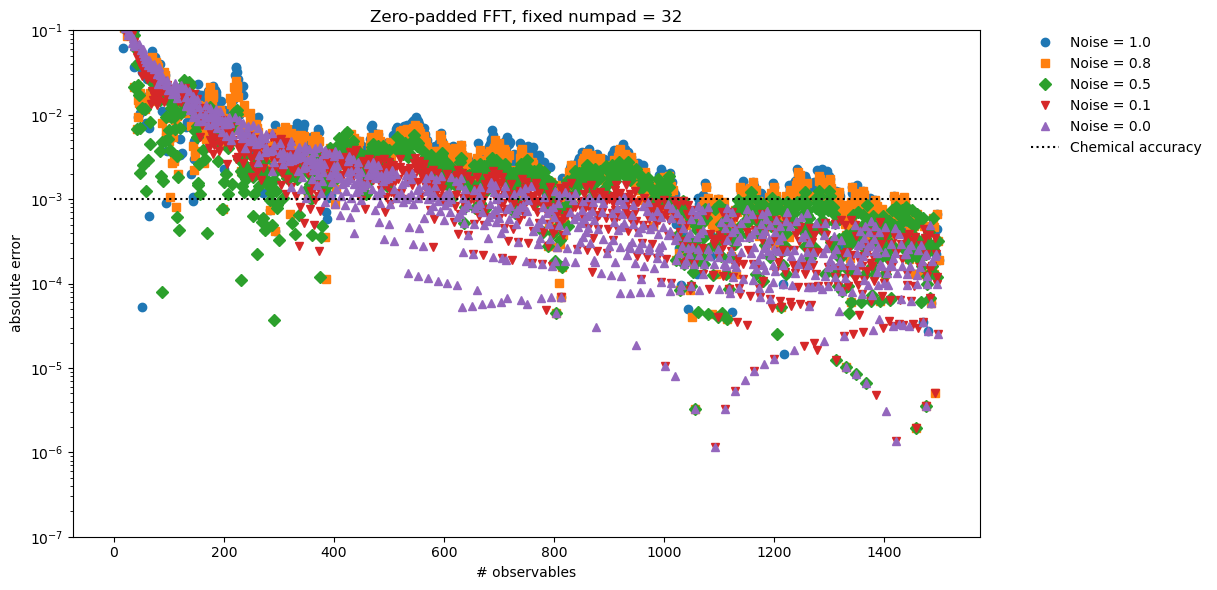 Zero-padded FFT, fixed numpad = 32
10⁻¹
10⁻²
10⁻³
10⁻⁴
10⁻⁵
10⁻⁶
10⁻⁷
absolute error
0 200 400 600 800 1000 1200 1400
# observables
Noise = 1.0
Noise = 0.8
Noise = 0.5
Noise = 0.1
Noise = 0.0
Chemical accuracy